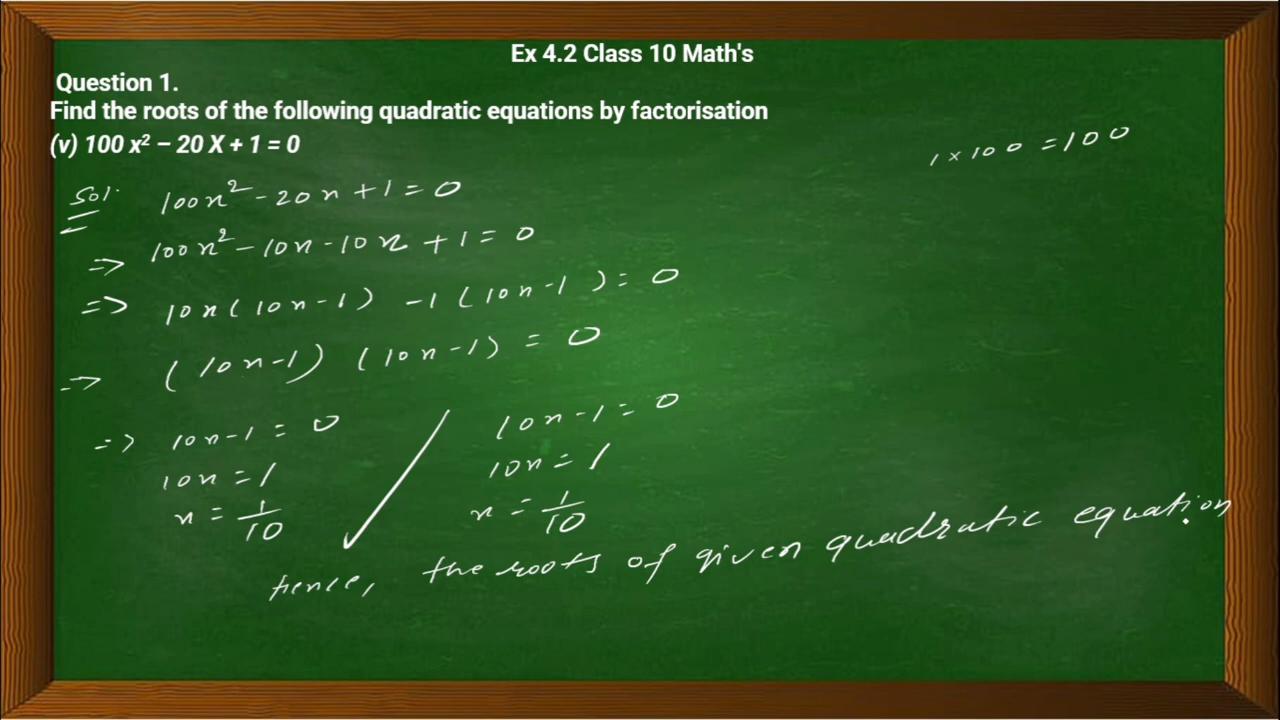 Ex 4.2 Class 10 Math's
Question 1.
Find the roots of the following quadratic equations by factorisation
(v) 100 x² – 20 X + 1 = 0
1 × 100 = 100
Sol. 100x² - 20x + 1 = 0
=> 100x² - 10x - 10x + 1 = 0
=> 10x(10x-1) -1(10x-1) = 0
=> (10x-1) (10x-1) = 0
=> 10x-1 = 0 10x-1 = 0
10x = 1 10x = 1
x = 1/10 x = 1/10
Hence, the roots of given quadratic equation